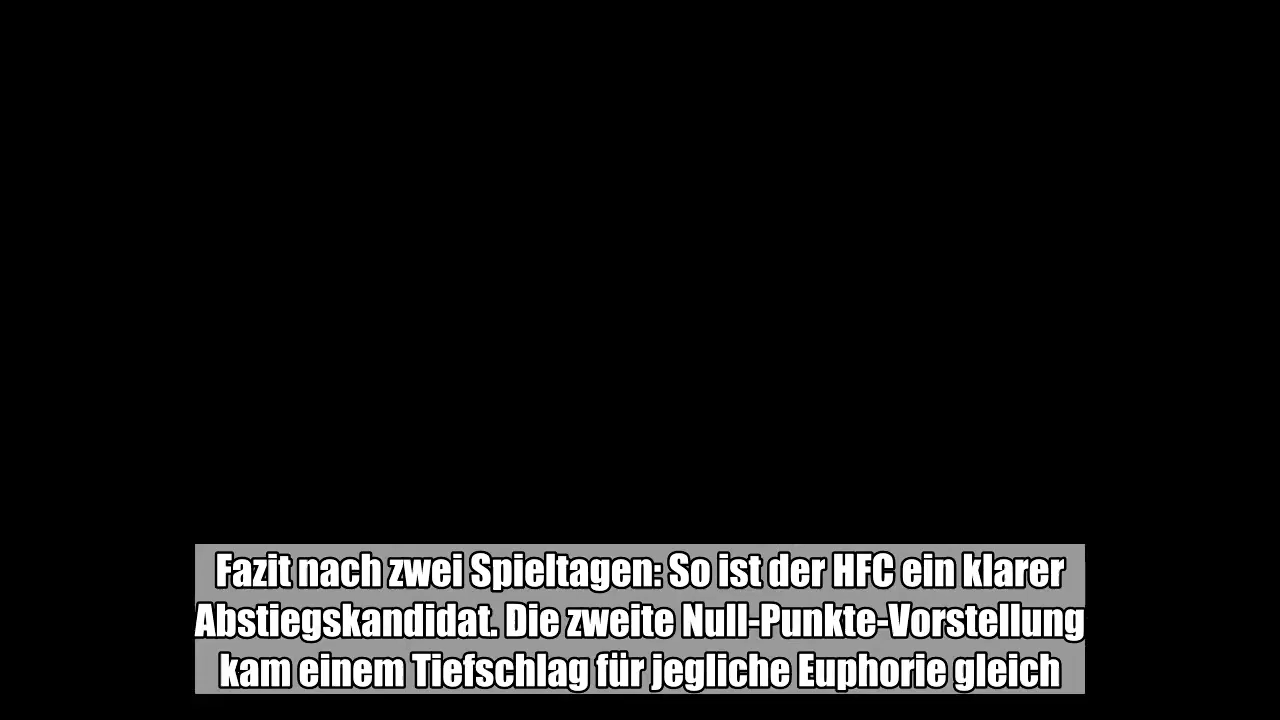 Fazit nach zwei Spieltagen: So ist der HFC ein klarer
Abstiegskandidat. Die zweite Null-Punkte-Vorstellung
kam einem Tiefschlag für jegliche Euphorie gleich